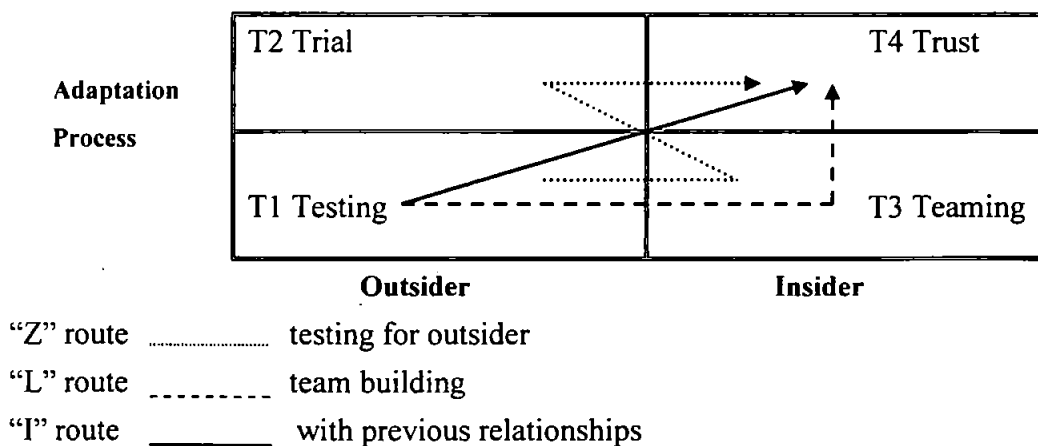 T2 Trial
T4 Trust
Adaptation
Process
T1 Testing
T3 Teaming
Outsider
Insider
“Z” route testing for outsider
“L” route team building
“I” route with previous relationships